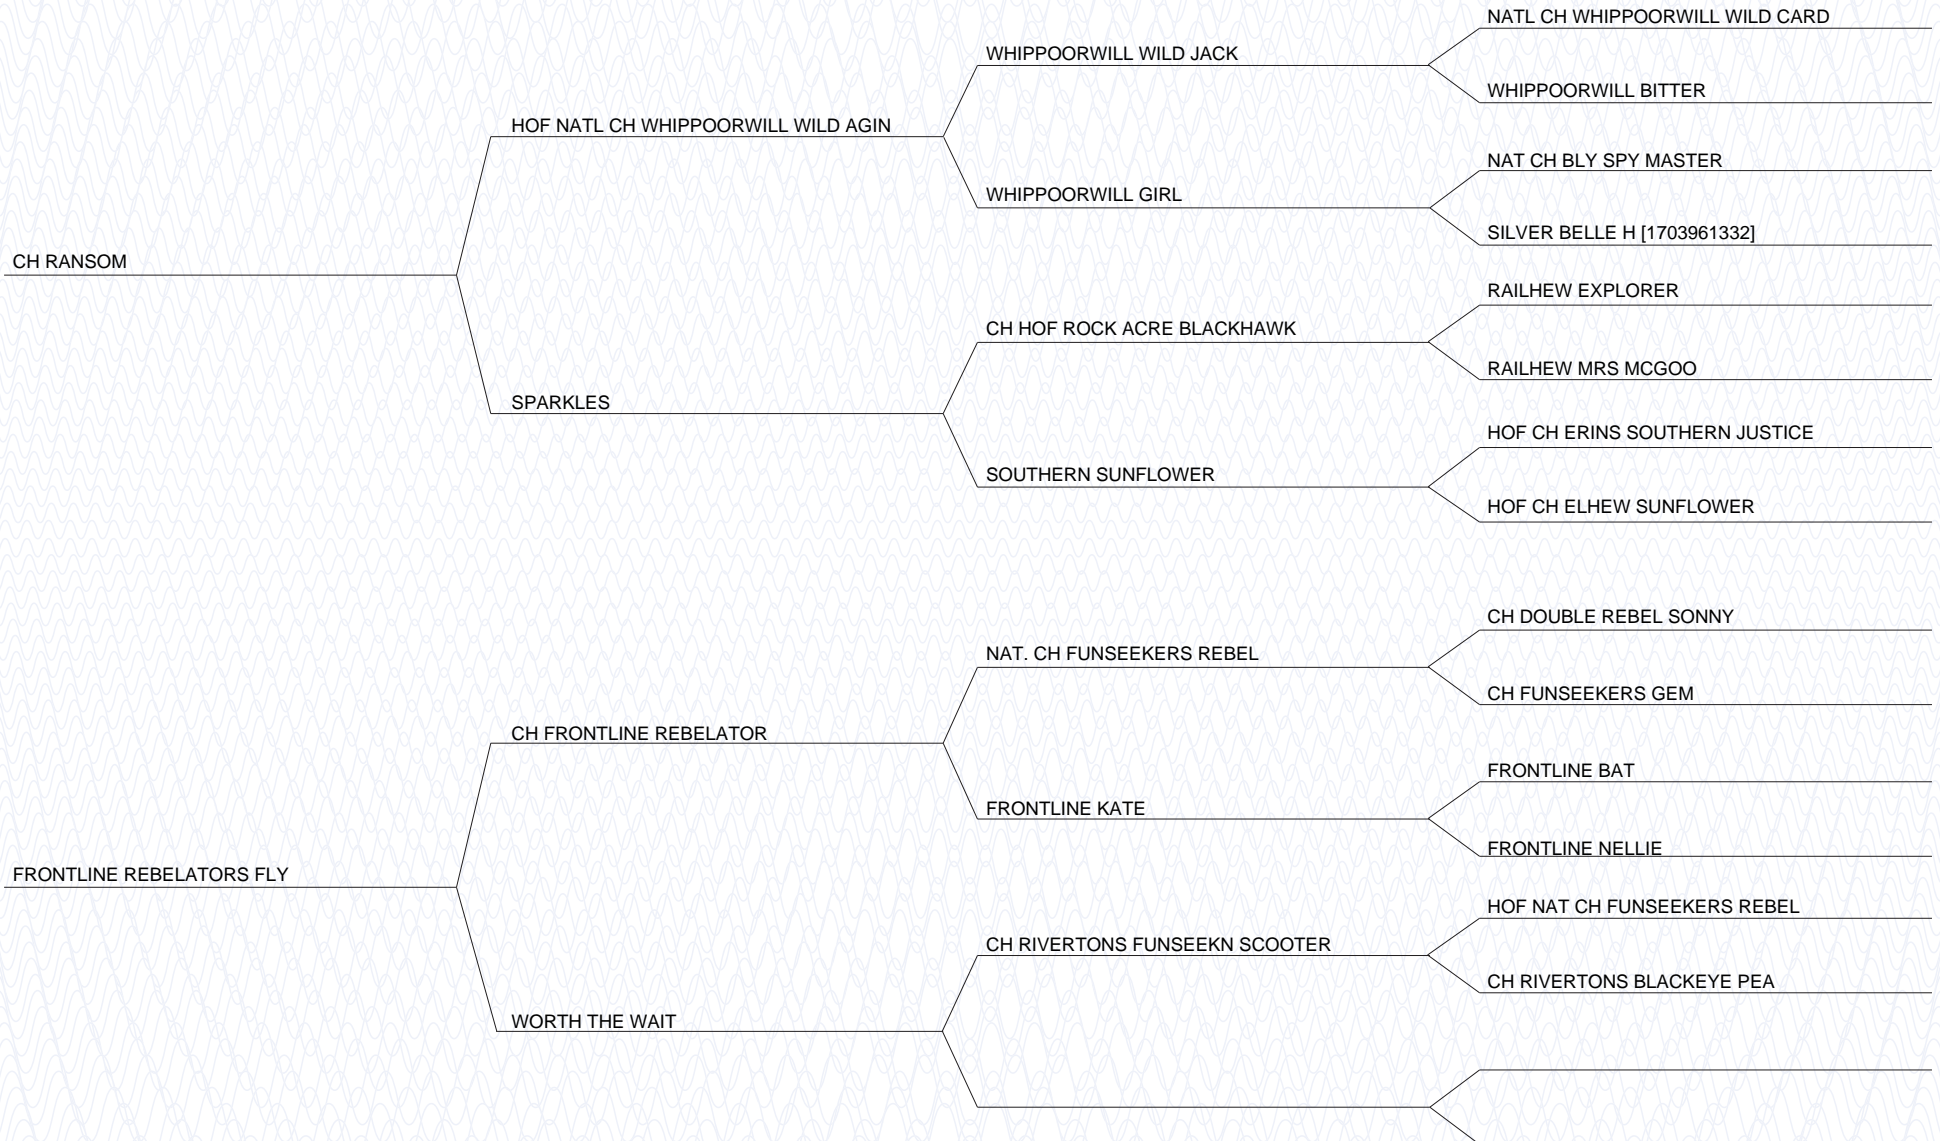 NATL CH WHIPPOORWILL WILD CARD
WHIPPOORWILL WILD JACK
WHIPPOORWILL BITTER
HOF NATL CH WHIPPOORWILL WILD AGIN
NAT CH BLY SPY MASTER
WHIPPOORWILL GIRL
SILVER BELLE H [1703961332]
CH RANSOM
RAILHEW EXPLORER
CH HOF ROCK ACRE BLACKHAWK
RAILHEW MRS MCGOO
SPARKLES
HOF CH ERINS SOUTHERN JUSTICE
SOUTHERN SUNFLOWER
HOF CH ELHEW SUNFLOWER
CH DOUBLE REBEL SONNY
NAT. CH FUNSEEKERS REBEL
CH FUNSEEKERS GEM
CH FRONTLINE REBELATOR
FRONTLINE BAT
FRONTLINE KATE
FRONTLINE NELLIE
FRONTLINE REBELATORS FLY
HOF NAT CH FUNSEEKERS REBEL
CH RIVERTONS FUNSEEKN SCOOTER
CH RIVERTONS BLACKEYE PEA
WORTH THE WAIT